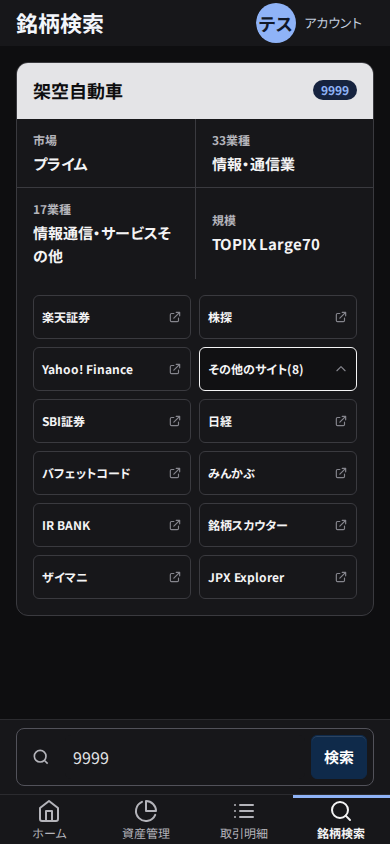 銘柄検索
テス アカウント
架空自動車 9999
市場 33業種
プライム 情報・通信業
17業種 規模
情報通信・サービスその他 TOPIX Large70
楽天証券 株探
Yahoo! Finance その他のサイト(8)
SBI証券 日経
バフェットコード みんかぶ
IR BANK 銘柄スカウター
ザイマニ JPX Explorer
9999 検索
ホーム 資産管理 取引明細 銘柄検索